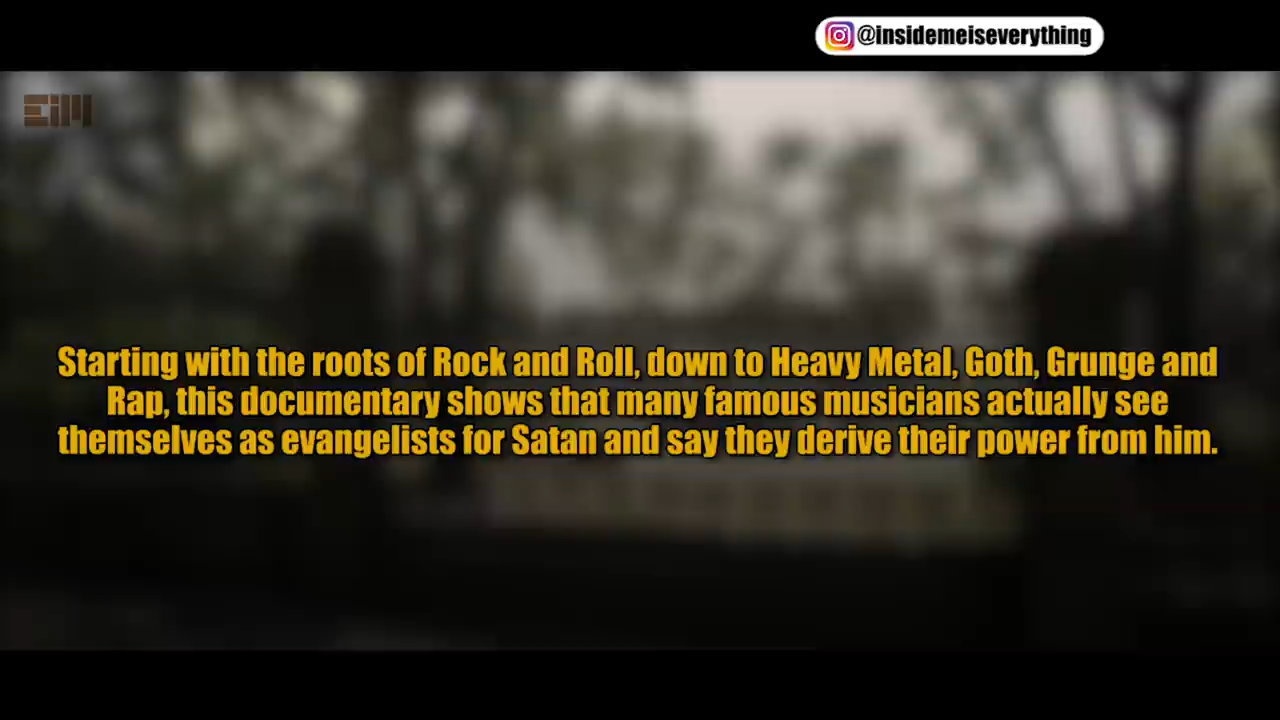 @insidemeiseverything
EiM
Starting with the roots of Rock and Roll, down to Heavy Metal, Goth, Grunge and
Rap, this documentary shows that many famous musicians actually see
themselves as evangelists for Satan and say they derive their power from him.